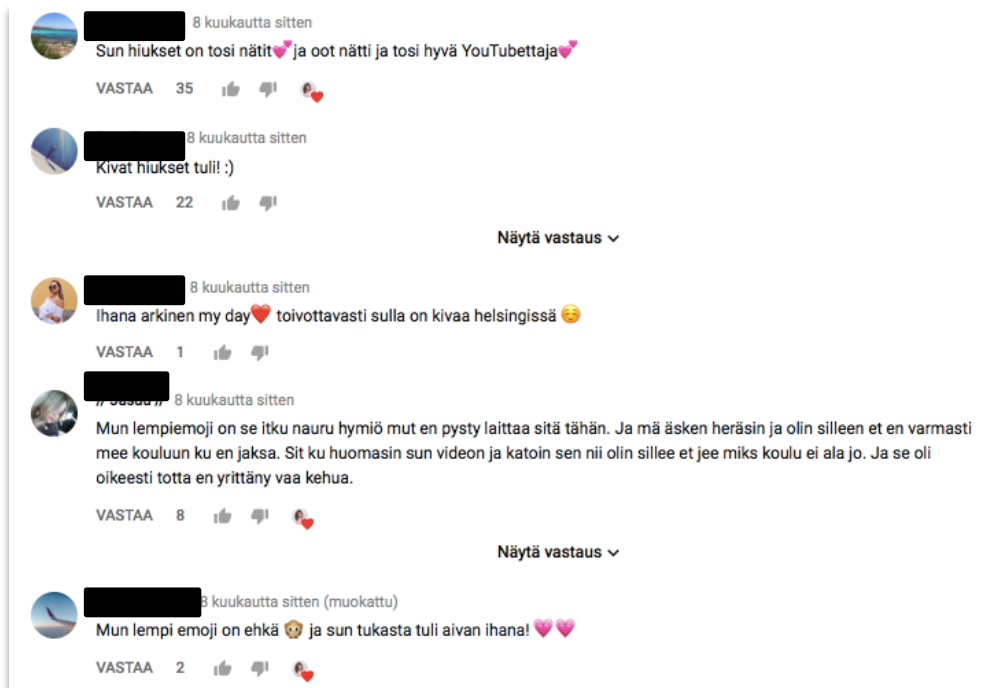 8 kuukautta sitten
Sun hiukset on tosi nätit💕ja oot nätti ja tosi hyvä YouTubettaja💕
VASTAA 35
8 kuukautta sitten
Kivat hiukset tuli! :)
VASTAA 22
Näytä vastaus
8 kuukautta sitten
Ihana arkinen my day❤️ toivottavasti sulla on kivaa helsingissä ☺️
VASTAA 1
8 kuukautta sitten
Mun lempiemoji on se itku nauru hymiö mut en pysty laittaa sitä tähän. Ja mä äsken heräsin ja olin silleen et en varmasti
mee kouluun ku en jaksa. Sit ku huomasin sun videon ja katoin sen nii olin sillee et jee miks koulu ei ala jo. Ja se oli
oikeesti totta en yrittäny vaa kehua.
VASTAA 8
Näytä vastaus
8 kuukautta sitten (muokattu)
Mun lempi emoji on ehkä 🐵 ja sun tukasta tuli aivan ihana! 💗💗
VASTAA 2